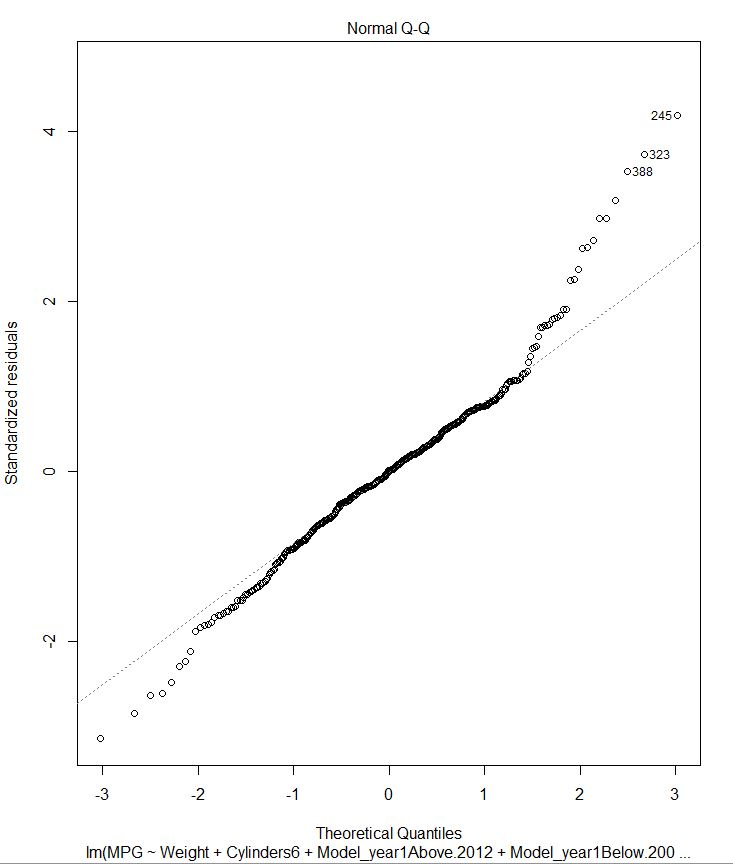 Normal Q-Q
245
323
388
4
2
0
-2
Standardized residuals
-3 -2 -1 0 1 2 3
Theoretical Quantiles
lm(MPG ~ Weight + Cylinders6 + Model_year1Above.2012 + Model_year1Below.200 ...